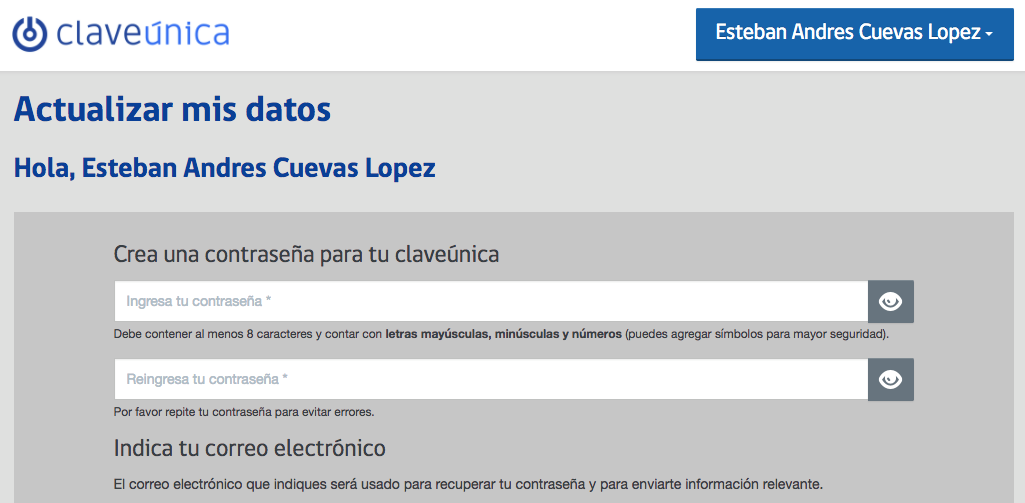 claveúnica
Esteban Andres Cuevas Lopez
Actualizar mis datos
Hola, Esteban Andres Cuevas Lopez
Crea una contraseña para tu claveúnica
Ingresa tu contraseña *
Debe contener al menos 8 caracteres y contar con letras mayúsculas, minúsculas y números (puedes agregar símbolos para mayor seguridad).
Reingresa tu contraseña *
Por favor repite tu contraseña para evitar errores.
Indica tu correo electrónico
El correo electrónico que indiques será usado para recuperar tu contraseña y para enviarte información relevante.